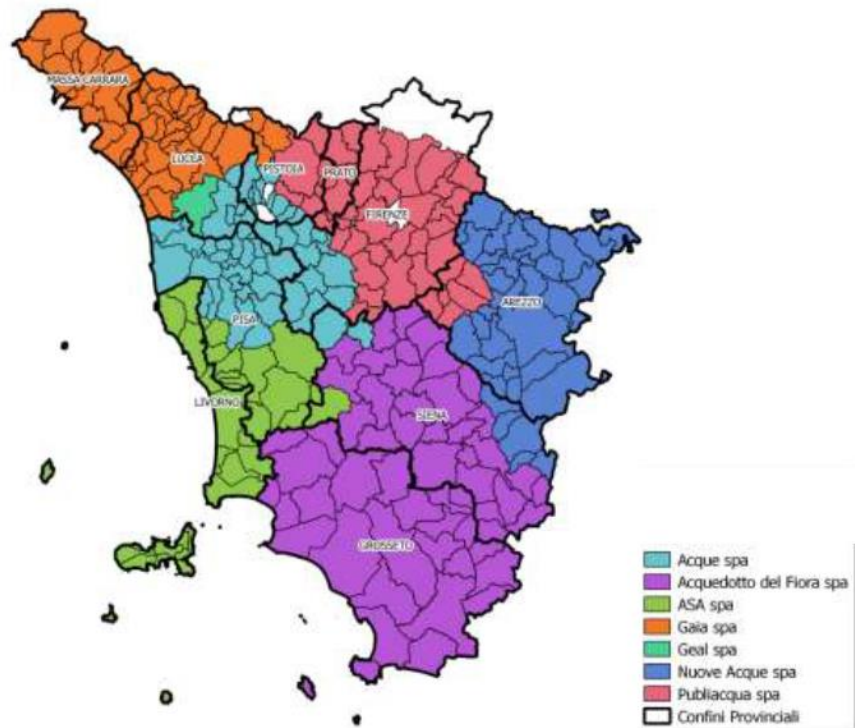 MASSA CARRARA
LUCCA
PISTOIA
PRATO
FIRENZE
AREZZO
PISA
LIVORNO
SIENA
GROSSETO
Acque spa
Acquedotto del Fiora spa
ASA spa
Gaia spa
Geal spa
Nuove Acque spa
Publiacqua spa
Confini Provinciali